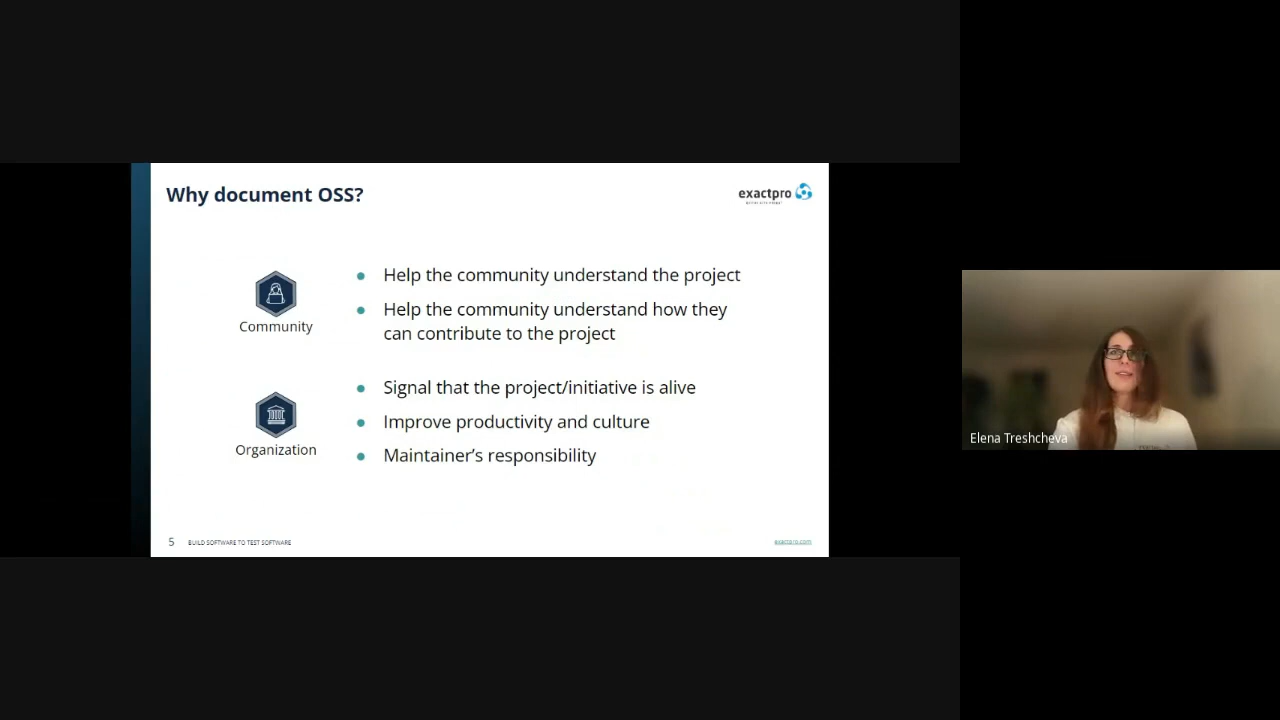 Why document OSS?
exactpro
Help the community understand the project
Help the community understand how they
can contribute to the project
Community
Signal that the project/initiative is alive
Improve productivity and culture
Maintainer’s responsibility
Organization
Elena Treshcheva
5 BUILD SOFTWARE TO TEST SOFTWARE
exactpro.com